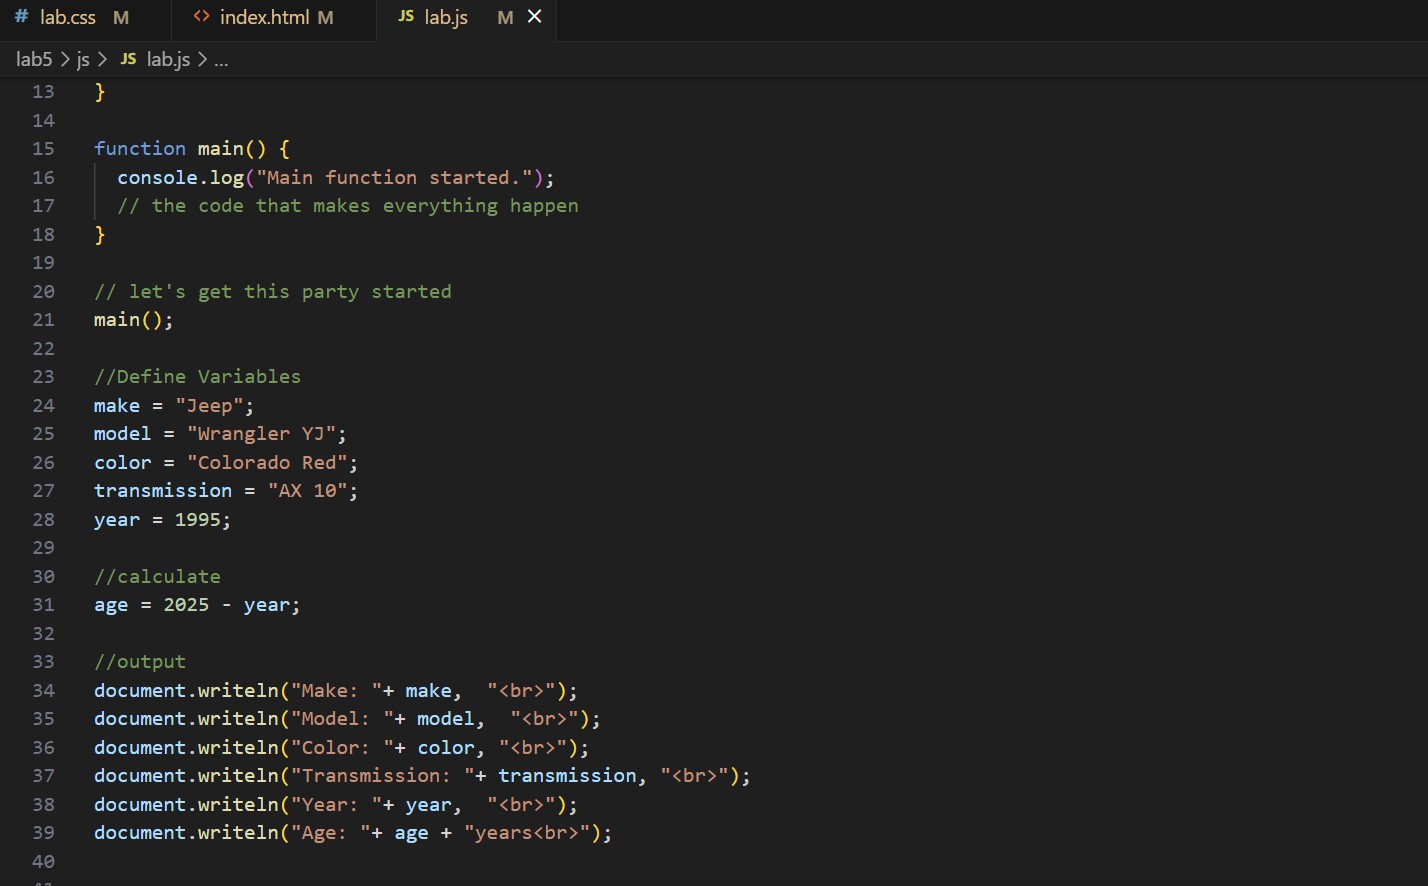 # lab.css M <> index.html M JS lab.js M ×
lab5 > js > JS lab.js > ...
13 }
14
15 function main() {
16   console.log("Main function started.");
17   // the code that makes everything happen
18 }
19
20 // let's get this party started
21 main();
22
23 //Define Variables
24 make = "Jeep";
25 model = "Wrangler YJ";
26 color = "Colorado Red";
27 transmission = "AX 10";
28 year = 1995;
29
30 //calculate
31 age = 2025 - year;
32
33 //output
34 document.writeln("Make: "+ make,  "<br>");
35 document.writeln("Model: "+ model,  "<br>");
36 document.writeln("Color: "+ color, "<br>");
37 document.writeln("Transmission: "+ transmission, "<br>");
38 document.writeln("Year: "+ year,  "<br>");
39 document.writeln("Age: "+ age + "years<br>");
40